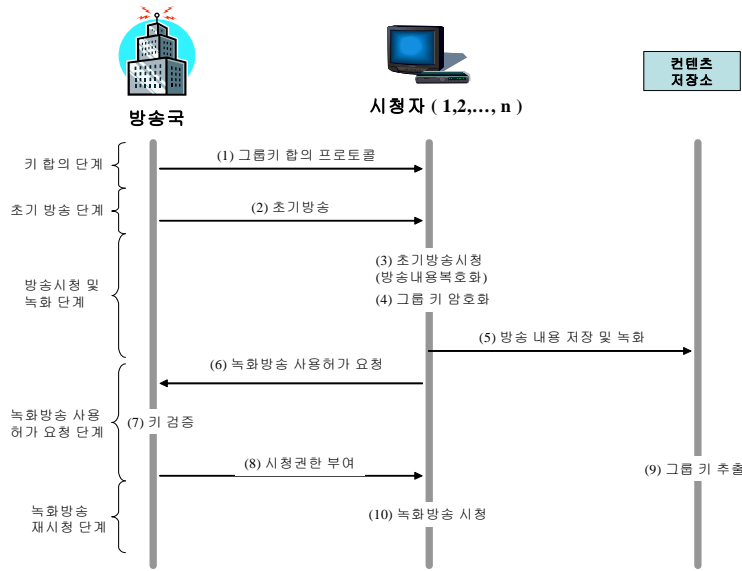 방송국
시청자 ( 1,2,..., n )
컨텐츠
저장소
키 합의 단계
(1) 그룹키 합의 프로토콜
초기 방송 단계
(2) 초기방송
방송시청 및
녹화 단계
(3) 초기방송시청
(방송내용복호화)
(4) 그룹 키 암호화
(5) 방송 내용 저장 및 녹화
(6) 녹화방송 사용허가 요청
녹화방송 사용
허가 요청 단계
(7) 키 검증
(8) 시청권한 부여
(9) 그룹 키 추출
녹화방송
재시청 단계
(10) 녹화방송 시청